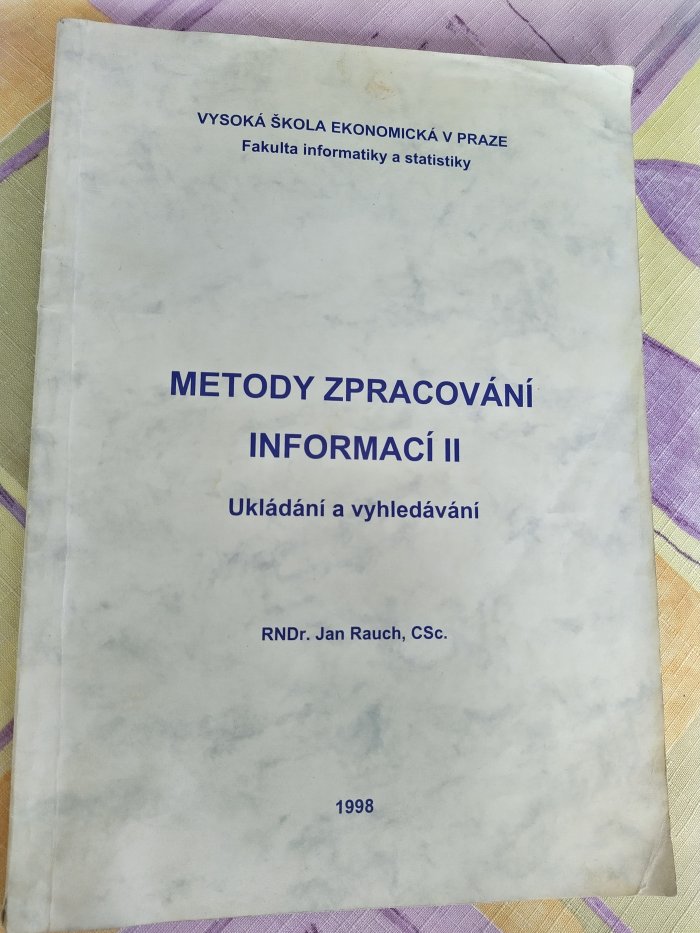 VYSOKÁ ŠKOLA EKONOMICKÁ V PRAZE
Fakulta informatiky a statistiky
METODY ZPRACOVÁNÍ
INFORMACÍ II
Ukládání a vyhledávání
RNDr. Jan Rauch, CSc.
1998